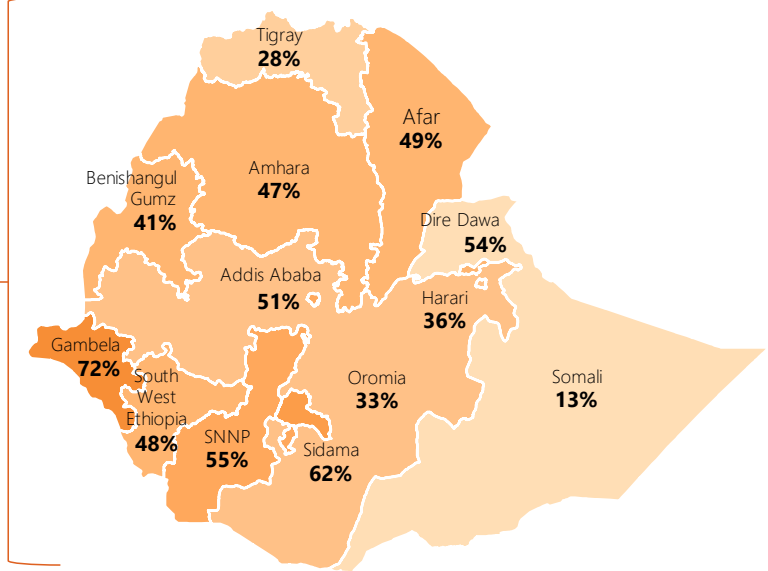 Tigray
28%
Afar
49%
Amhara
47%
Benishangul
Gumz
41%
Dire Dawa
54%
Addis Ababa
51%
Harari
36%
Gambela
72%
South
West
Ethiopia
48%
Oromia
33%
Somali
13%
SNNP
55%
Sidama
62%